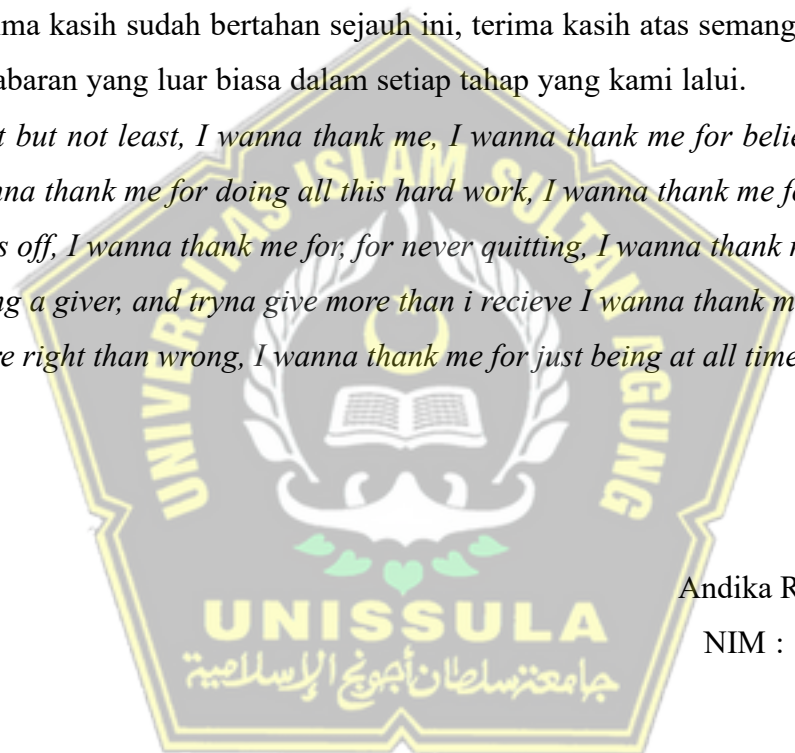 ima kasih sudah bertahan sejauh ini, terima kasih atas semang
abaran yang luar biasa dalam setiap tahap yang kami lalui.
t but not least, I wanna thank me, I wanna thank me for belie
nna thank me for doing all this hard work, I wanna thank me fo
s off, I wanna thank me for, for never quitting, I wanna thank m
ng a giver, and tryna give more than i recieve I wanna thank m
re right than wrong, I wanna thank me for just being at all time
UNIVERSITAS ISLAM SULTAN AGUNG
Andika R
NIM :
UNISSULA
جامعة سلطان أجونج الإسلامية